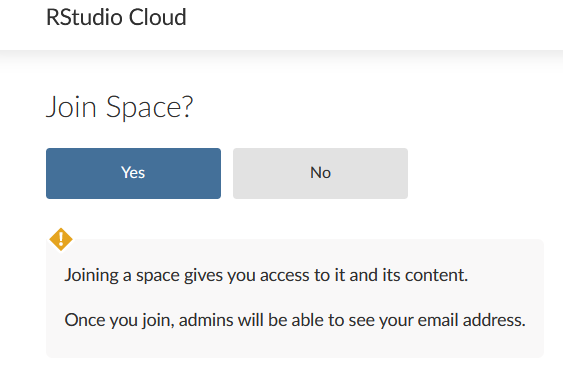 RStudio Cloud
Join Space?
Yes
No
!
Joining a space gives you access to it and its content.
Once you join, admins will be able to see your email address.